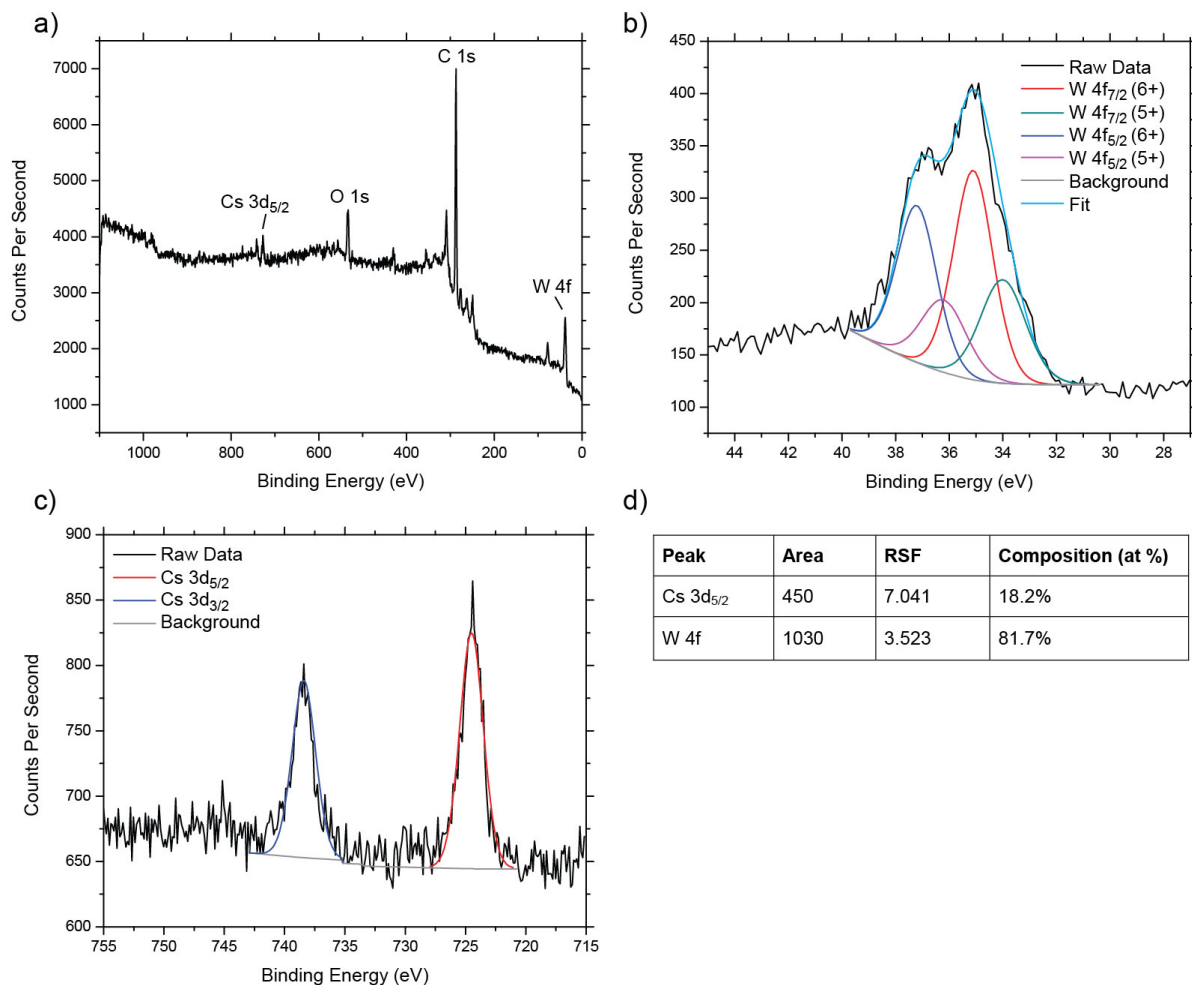 a)
C 1s
Cs 3d5/2
O 1s
W 4f
7000
6000
5000
4000
3000
2000
1000
Counts Per Second
1000
800
600
400
200
0
Binding Energy (eV)
b)
Raw Data
W 4f7/2 (6+)
W 4f7/2 (5+)
W 4f5/2 (6+)
W 4f5/2 (5+)
Background
Fit
450
400
350
300
250
200
150
100
Counts Per Second
44
42
40
38
36
34
32
30
28
Binding Energy (eV)
c)
Raw Data
Cs 3d5/2
Cs 3d3/2
Background
900
850
800
750
700
650
600
Counts Per Second
755
750
745
740
735
730
725
720
715
Binding Energy (eV)
d)
Peak Area RSF Composition (at %)
Cs 3d5/2 450 7.041 18.2%
W 4f 1030 3.523 81.7%